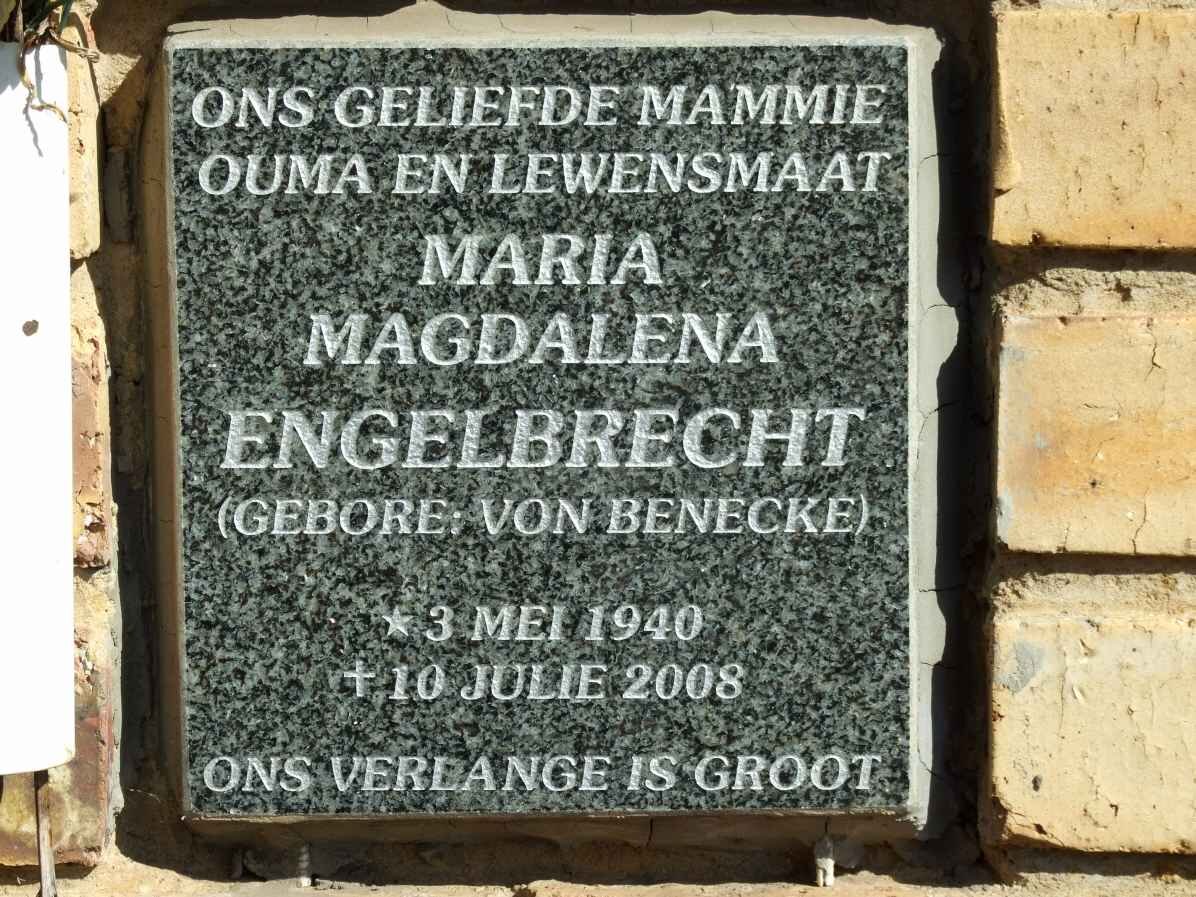 ONS GELIEFDE MAMMIE
OUMA EN LEWENSMAAT
MARIA
MAGDALENA
ENGELBRECHT
(GEBORE: VON BENECKE)
★3 MEI 1940
✝10 JULIE 2008
ONS VERLANGE IS GROOT